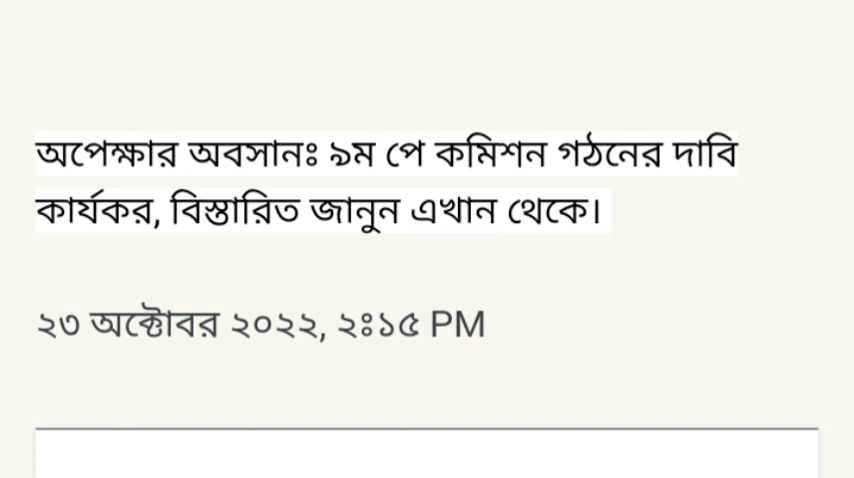 অপেক্ষার অবসানঃ ৯ম পে কমিশন গঠনের দাবি
কার্যকর, বিস্তারিত জানুন এখান থেকে।
২৩ অক্টোবর ২০২২, ২ঃ১৫ PM